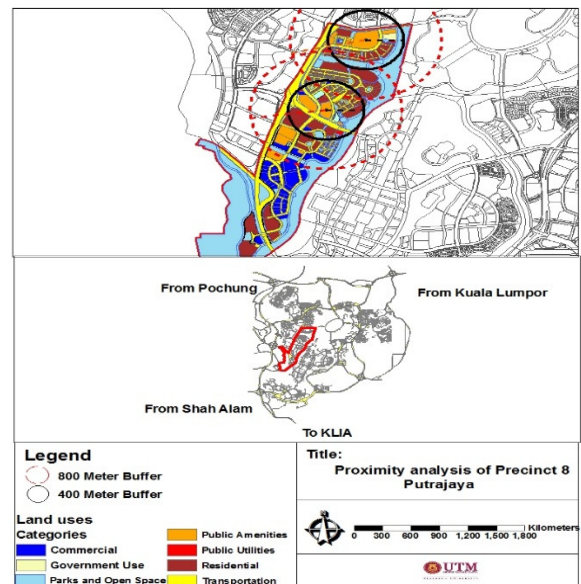 From Pochung
From Kuala Lumpor
From Shah Alam
To KLIA
Legend
800 Meter Buffer
400 Meter Buffer
Land uses
Categories
Commercial
Government Use
Parks and Open Space
Public Amenities
Public Utilities
Residential
Transportation
Title:
Proximity analysis of Precinct 8
Putrajaya
Kilometers
0 300 600 900 1,200 1,500 1,800
UTM